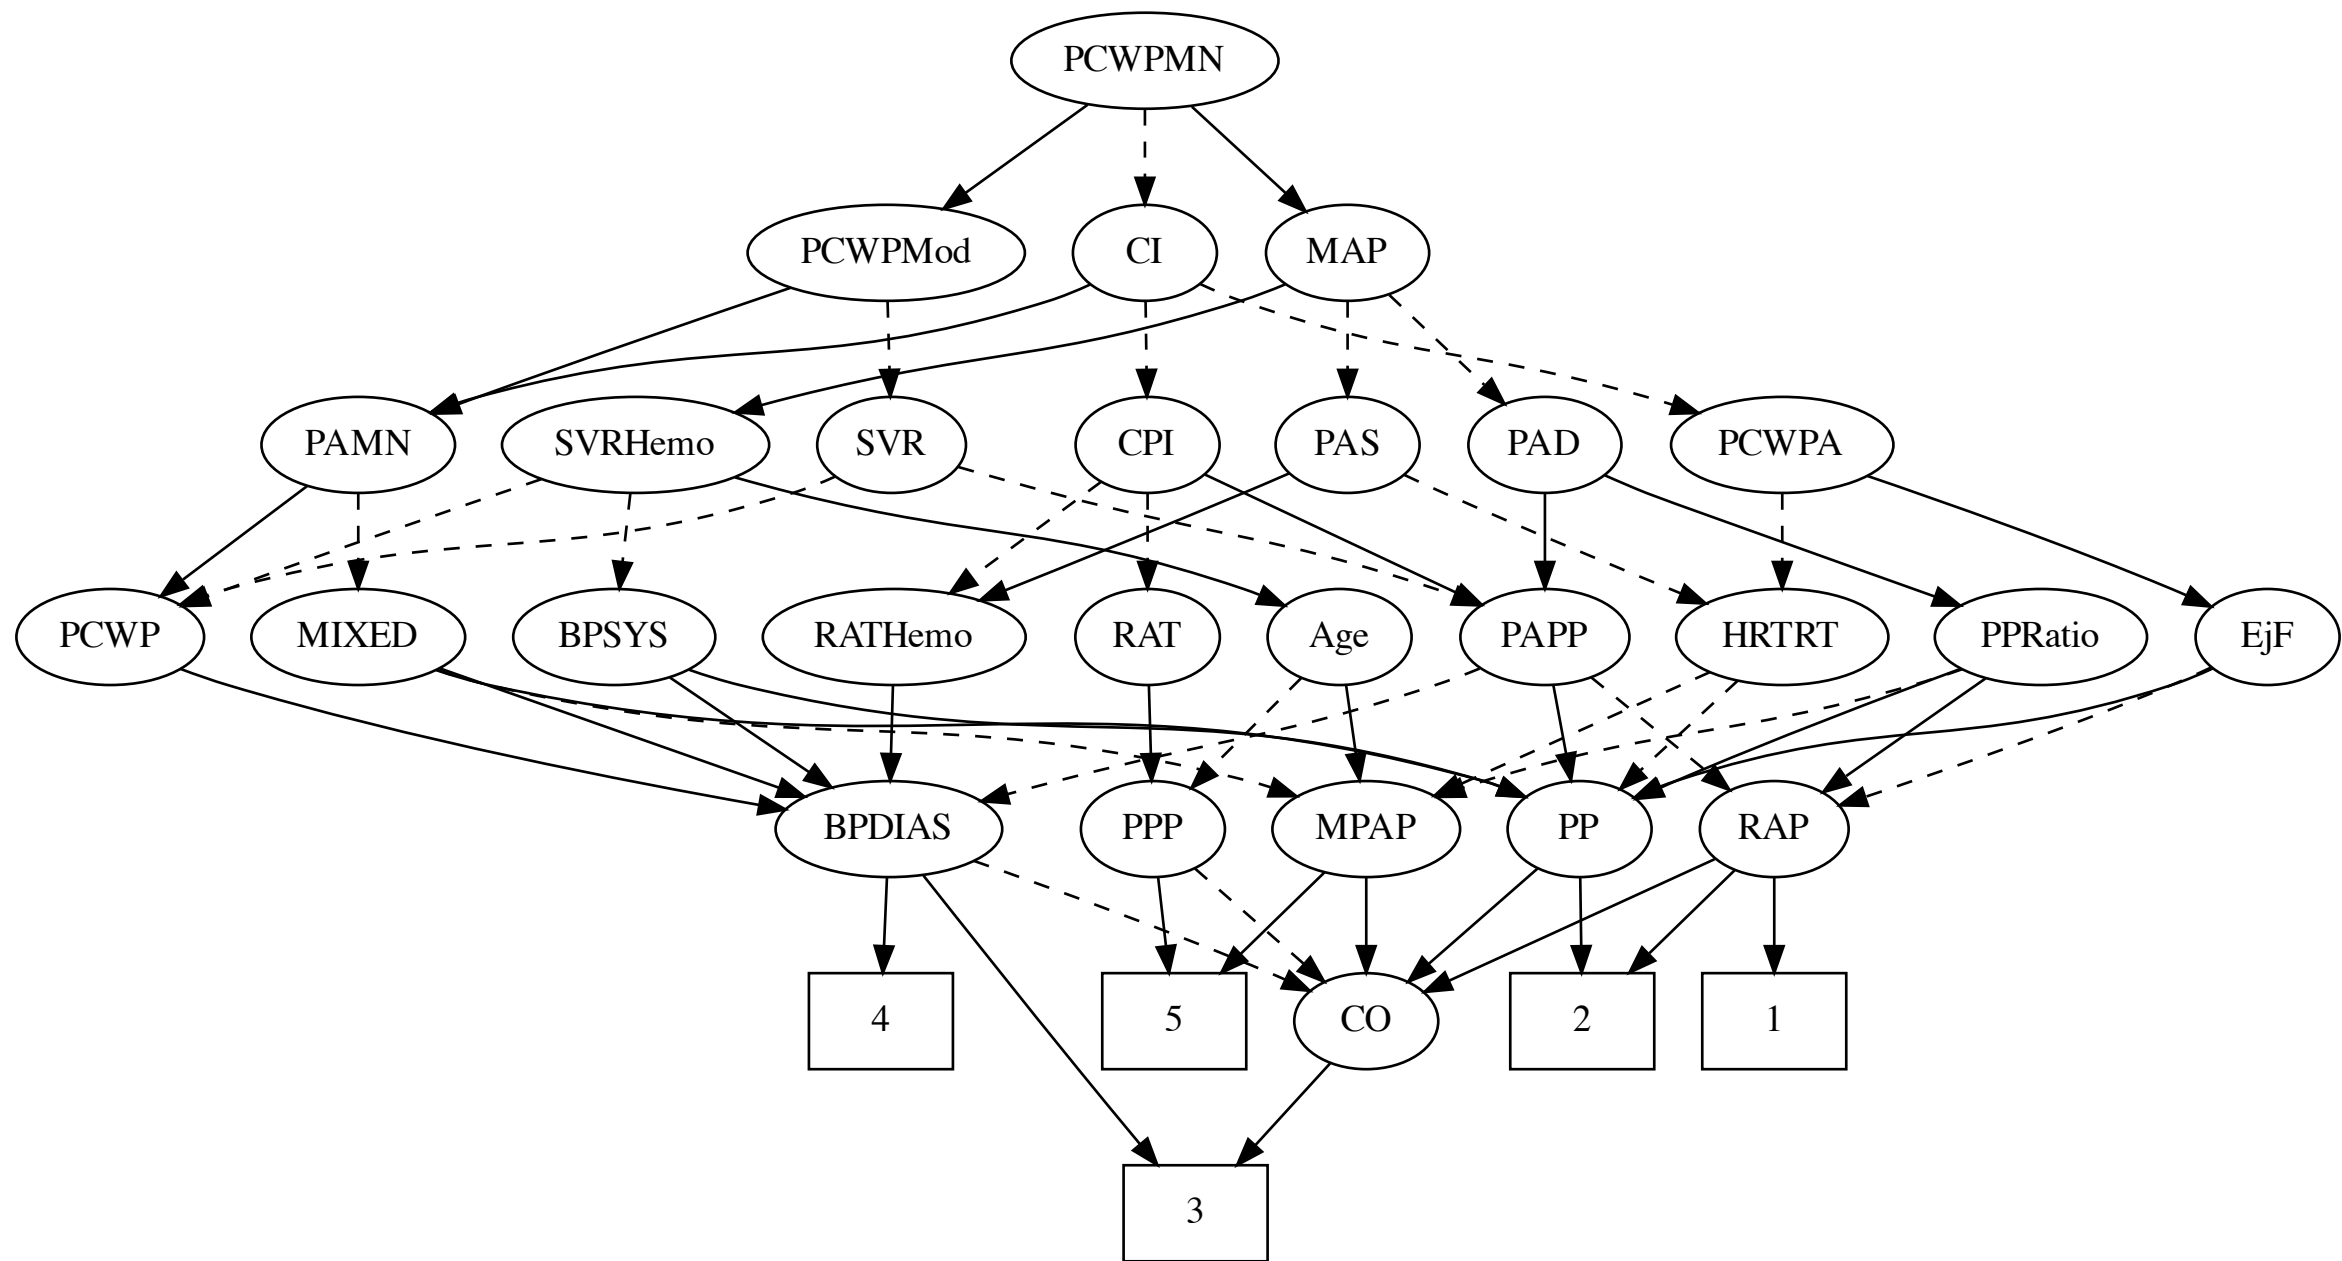 PCWPMN
PCWPMod
CI
MAP
PAMN
SVRHemo
SVR
CPI
PAS
PAD
PCWPA
PCWP
MIXED
BPSYS
RATHemo
RAT
Age
PAPP
HRTRT
PPRatio
EjF
BPDIAS
PPP
MPAP
PP
RAP
4
5
CO
2
1
3